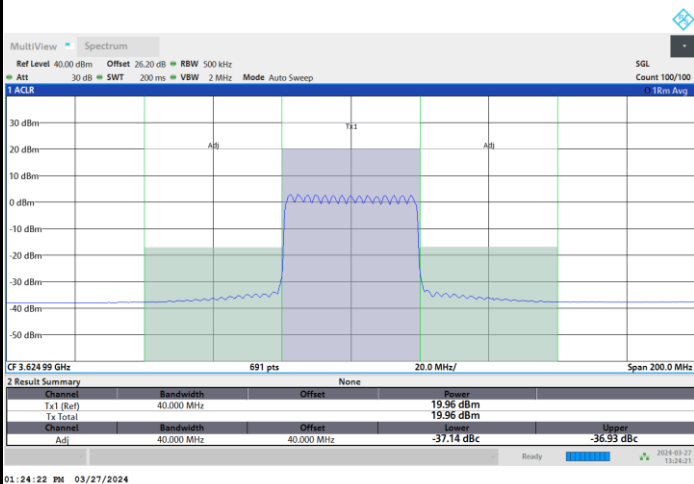 MultiView Spectrum
Ref Level 40.00 dBm Offset 26.20 dB RBW 500 kHz SGL
Att 30 dB SWT 200 ms VBW 2 MHz Mode Auto Sweep Count 100/100
1 ACLR 1Rm Avg
30 dBm
Tx1
20 dBm Adj Adj
10 dBm
0 dBm
-10 dBm
-20 dBm
-30 dBm
-40 dBm
-50 dBm
CF 3.62499 GHz 691 pts 20.0 MHz/ Span 200.0 MHz
2 Result Summary None
Channel Bandwidth Offset Power
Tx1 (Ref) 40.000 MHz 19.96 dBm
Tx Total 19.96 dBm
Channel Bandwidth Offset Lower Upper
Adj 40.000 MHz 40.000 MHz -37.14 dBc -36.93 dBc
Ready 2024-03-27
13:24:21
01:24:22 PM 03/27/2024